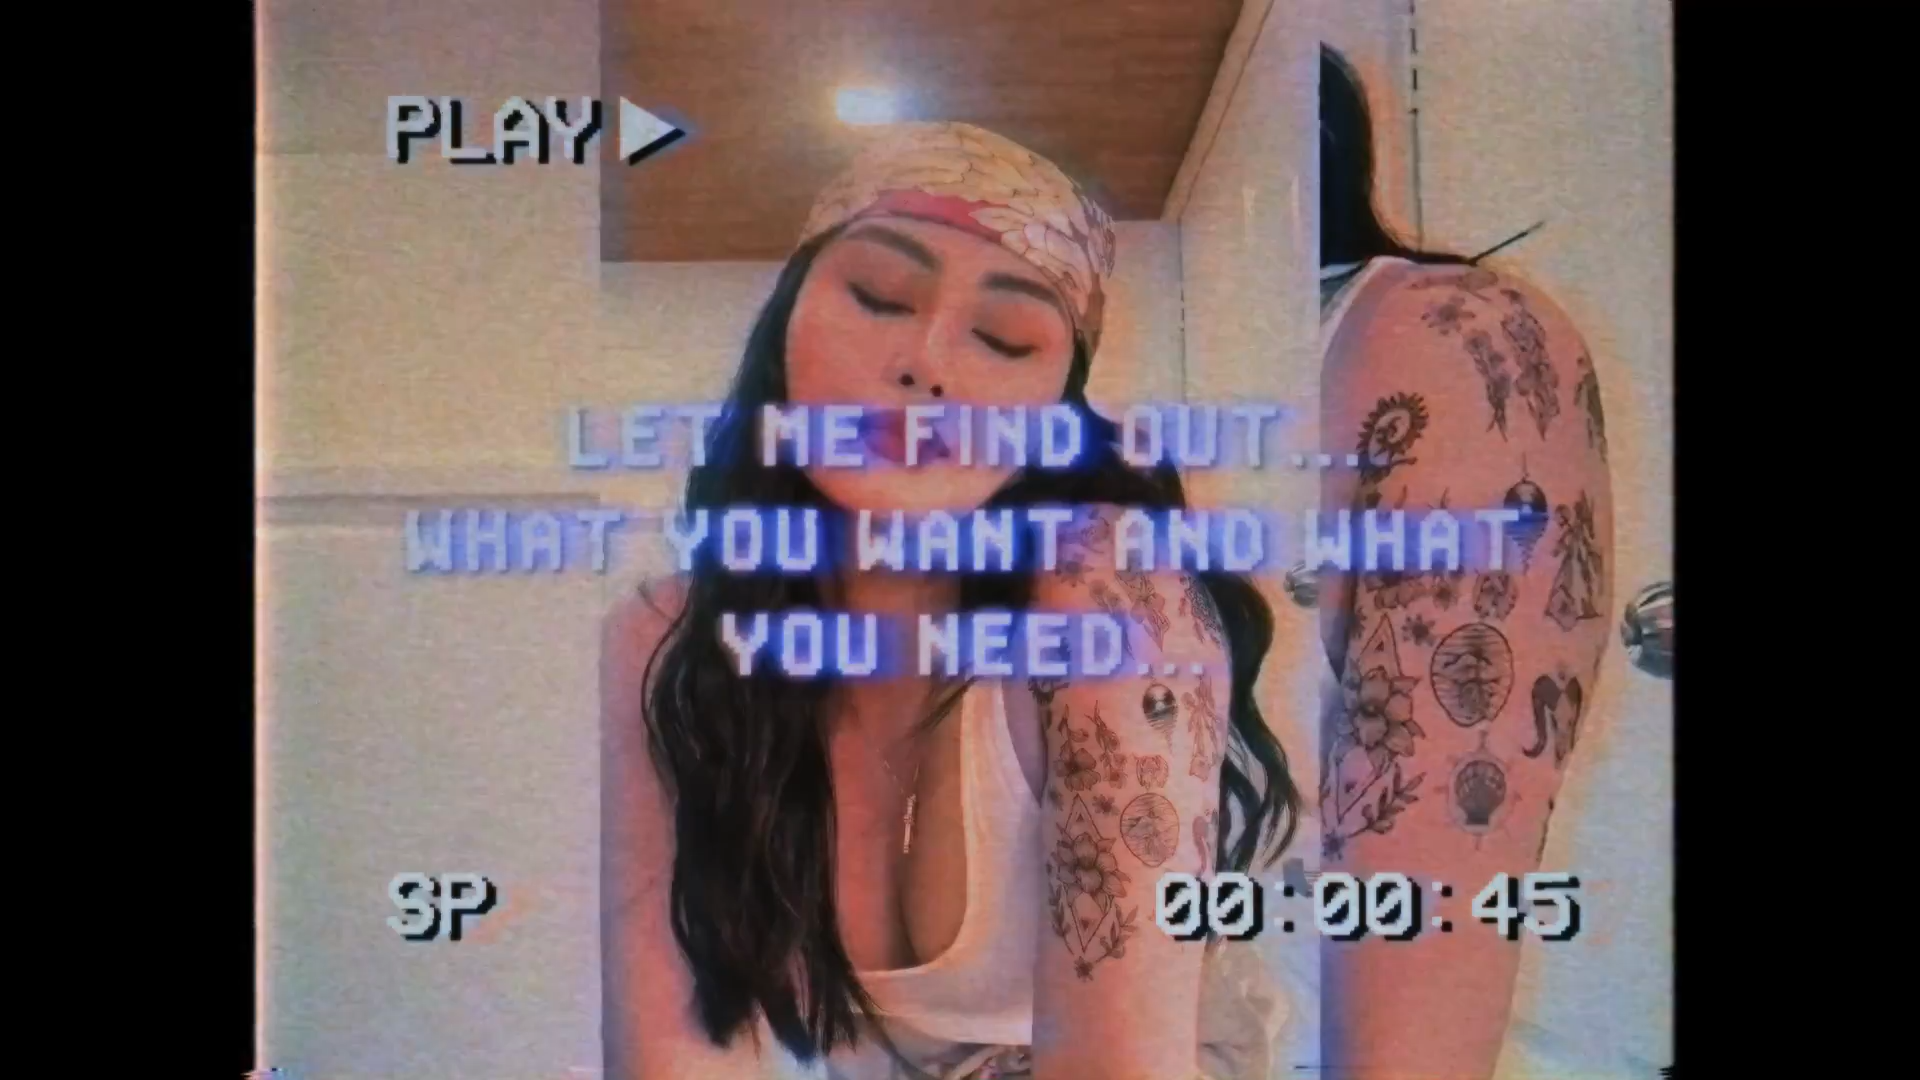 PLAY
LET ME FIND OUT...
WHAT YOU WANT AND WHAT
YOU NEED...
SP
00:00:45